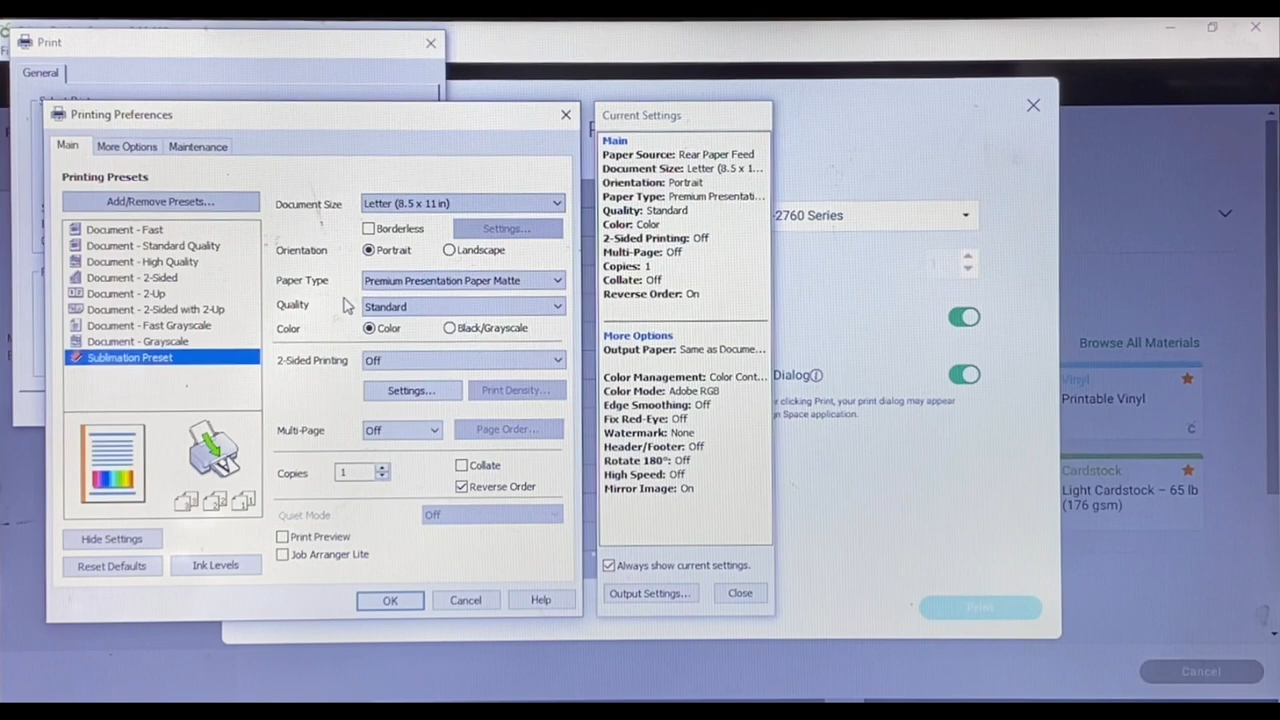 Print
General
Printing Preferences
Main
More Options
Maintenance
Printing Presets
Add/Remove Presets...
Document - Fast
Document - Standard Quality
Document - High Quality
Document - 2-Sided
Document - 2-Up
Document - 2-Sided with 2-Up
Document - Fast Grayscale
Document - Grayscale
Sublimation Preset
Hide Settings
Reset Defaults
Ink Levels
Document Size
Letter (8.5 x 11 in)
Borderless
Settings...
Orientation
Portrait
Landscape
Paper Type
Premium Presentation Paper Matte
Quality
Standard
Color
Color
Black/Grayscale
2-Sided Printing
Off
Settings...
Print Density...
Multi-Page
Off
Page Order...
Copies
1
Collate
Reverse Order
Quiet Mode
Off
Print Preview
Job Arranger Lite
OK
Cancel
Help
Current Settings
Main
Paper Source: Rear Paper Feed
Document Size: Letter (8.5 x 1...
Orientation: Portrait
Paper Type: Premium Presentati...
Quality: Standard
Color: Color
2-Sided Printing: Off
Multi-Page: Off
Copies: 1
Collate: Off
Reverse Order: On
More Options
Output Paper: Same as Docume...
Color Management: Color Cont...
Color Mode: Adobe RGB
Edge Smoothing: Off
Fix Red-Eye: Off
Watermark: None
Header/Footer: Off
Rotate 180°: Off
High Speed: Off
Mirror Image: On
Always show current settings.
Output Settings...
Close
-2760 Series
Dialog
r clicking Print, your print dialog may appear
n Space application.
Print
Browse All Materials
Vinyl
Printable Vinyl
Cardstock
Light Cardstock – 65 lb
(176 gsm)
Cancel